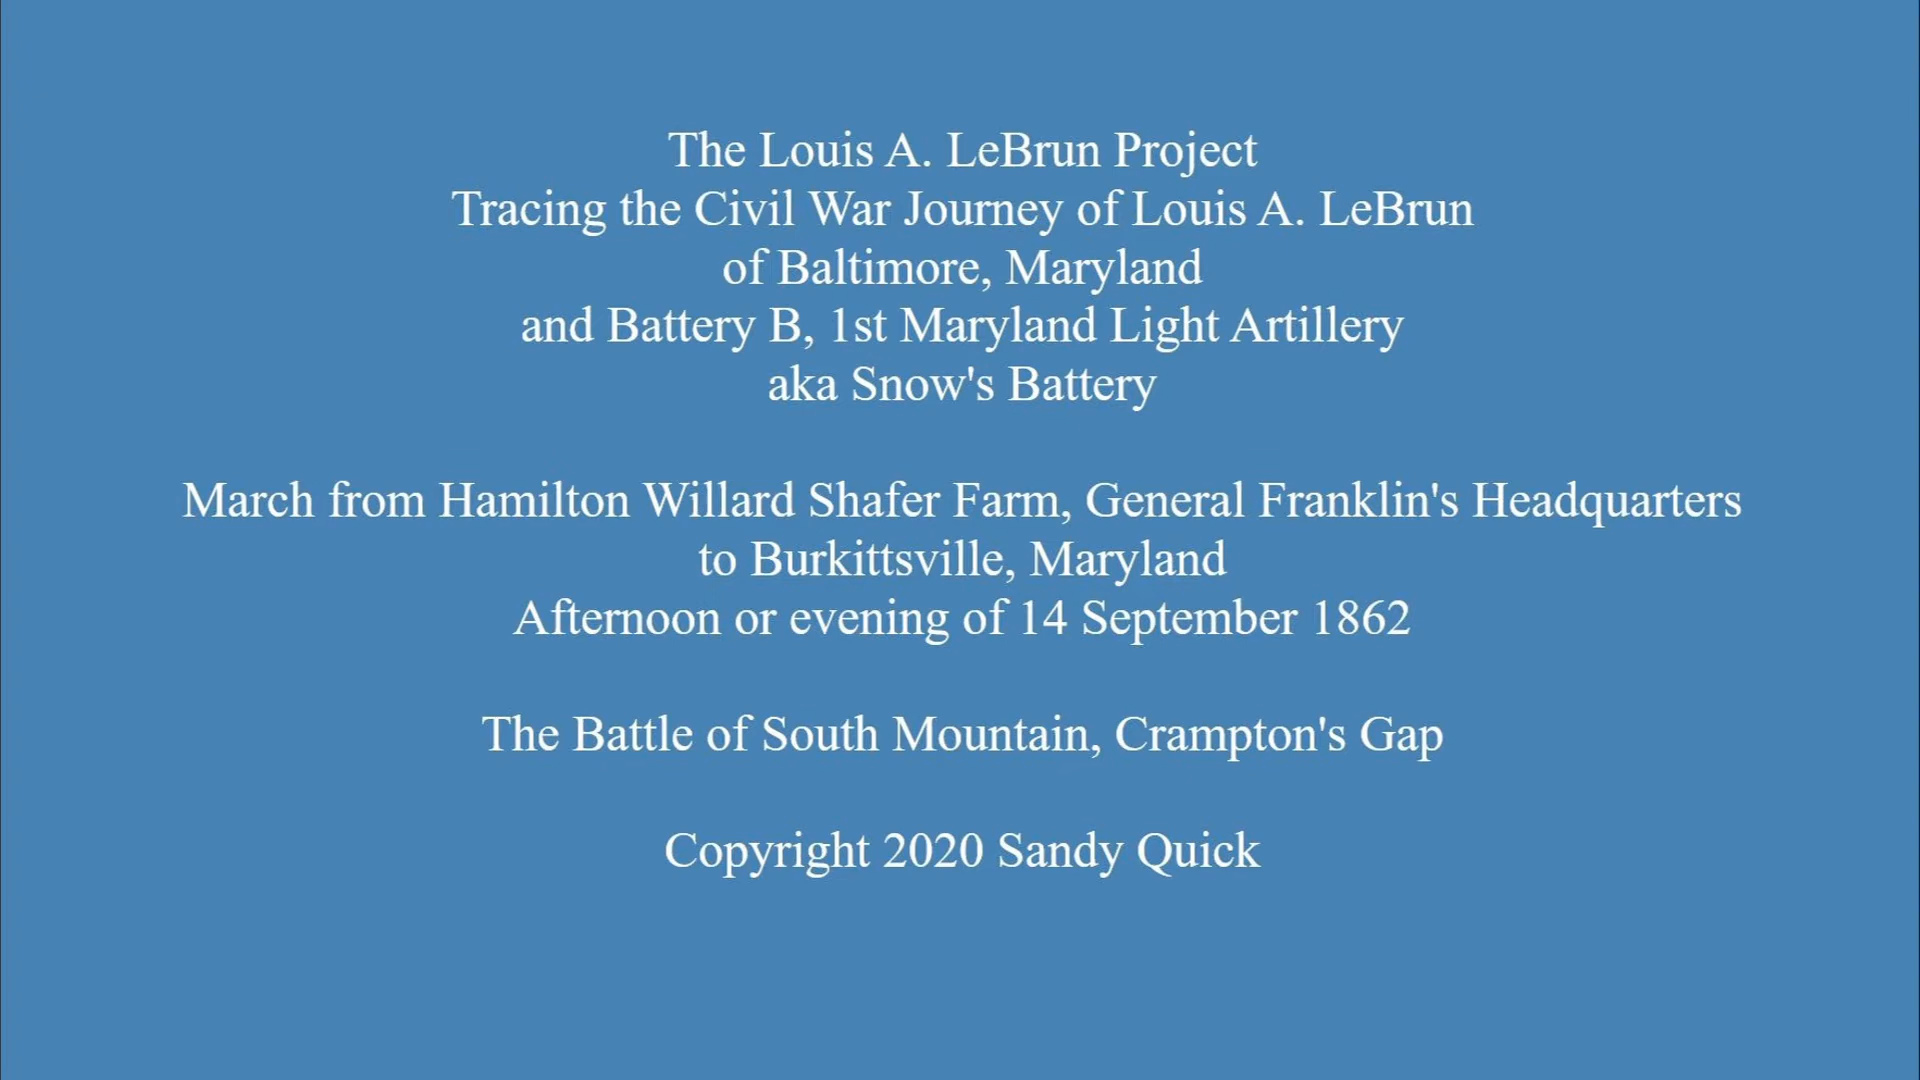 The Louis A. LeBrun Project
Tracing the Civil War Journey of Louis A. LeBrun
of Baltimore, Maryland
and Battery B, 1st Maryland Light Artillery
aka Snow's Battery
March from Hamilton Willard Shafer Farm, General Franklin's Headquarters
to Burkittsville, Maryland
Afternoon or evening of 14 September 1862
The Battle of South Mountain, Crampton's Gap
Copyright 2020 Sandy Quick